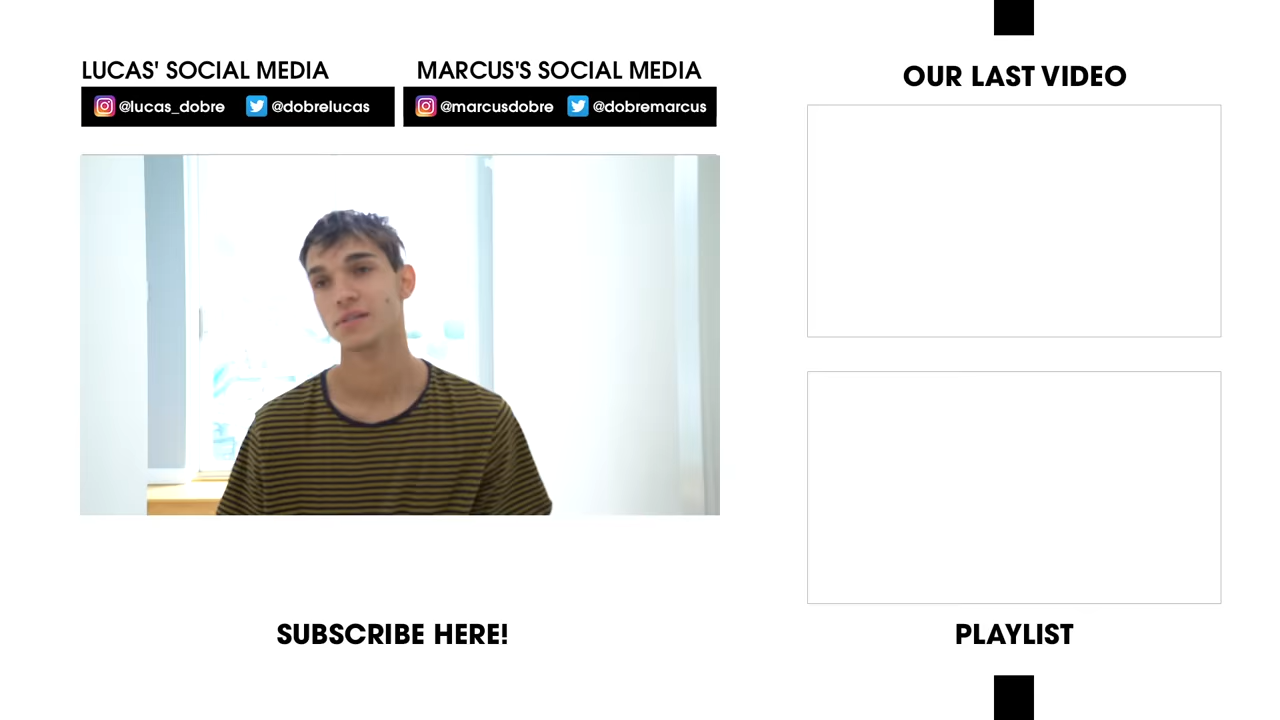 LUCAS' SOCIAL MEDIA
@lucas_dobre @dobrelucas
MARCUS'S SOCIAL MEDIA
@marcusdobre @dobremarcus
OUR LAST VIDEO
SUBSCRIBE HERE!
PLAYLIST